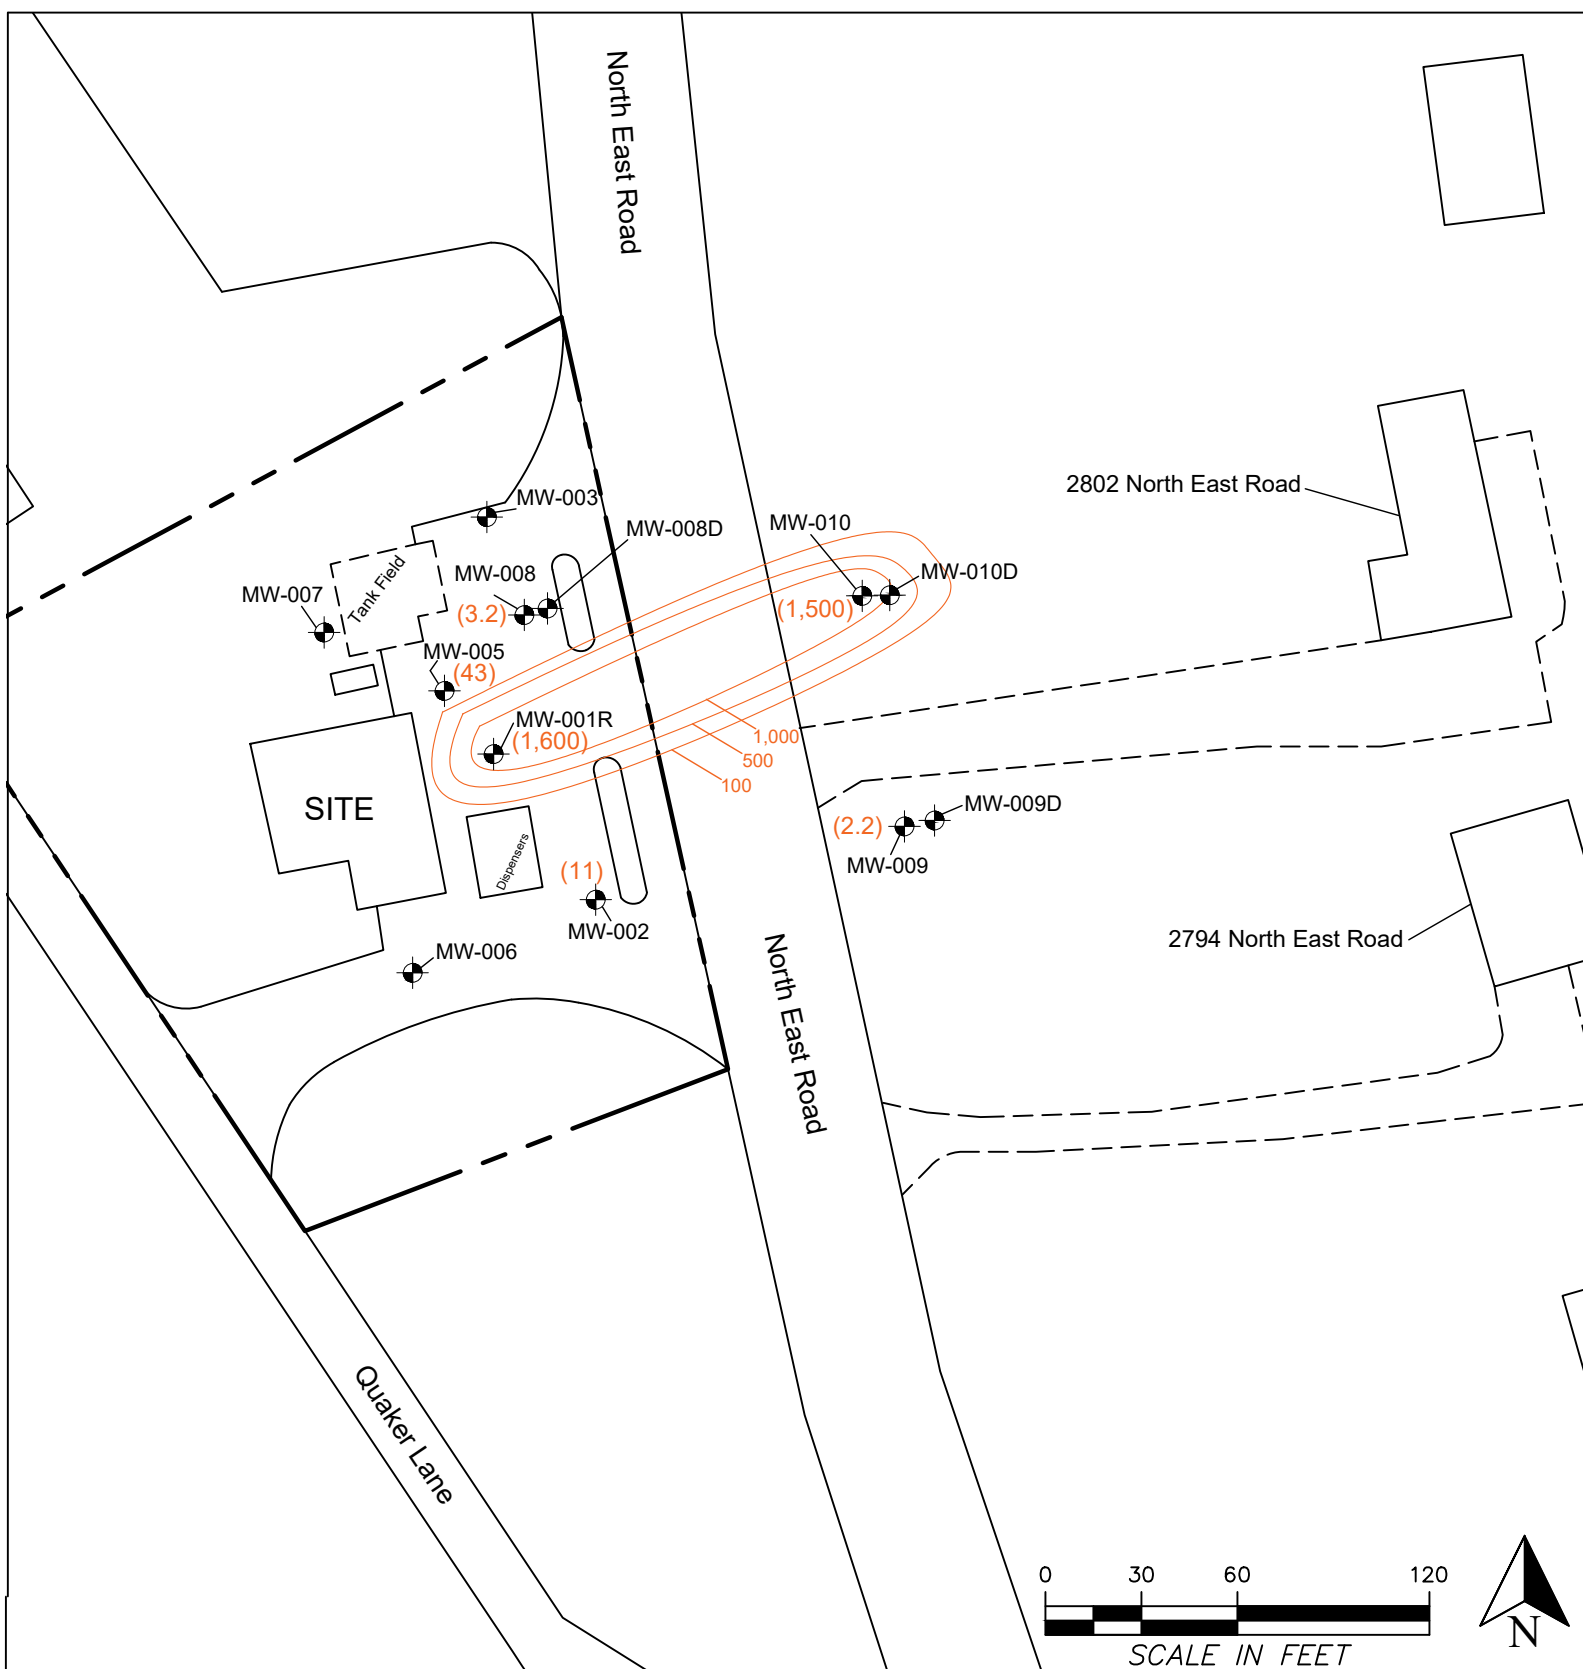 North East Road
2802 North East Road
MW-003
MW-010
MW-008D
MW-008
Tank Field
MW-010D
MW-007
(3.2)
(1,500)
MW-005
(43)
MW-001R
(1,600)
1,000
500
100
SITE
MW-009D
(2.2)
MW-009
Dispensers
(11)
MW-002
2794 North East Road
MW-006
North East Road
Quaker Lane
0 30 60 120
SCALE IN FEET
N